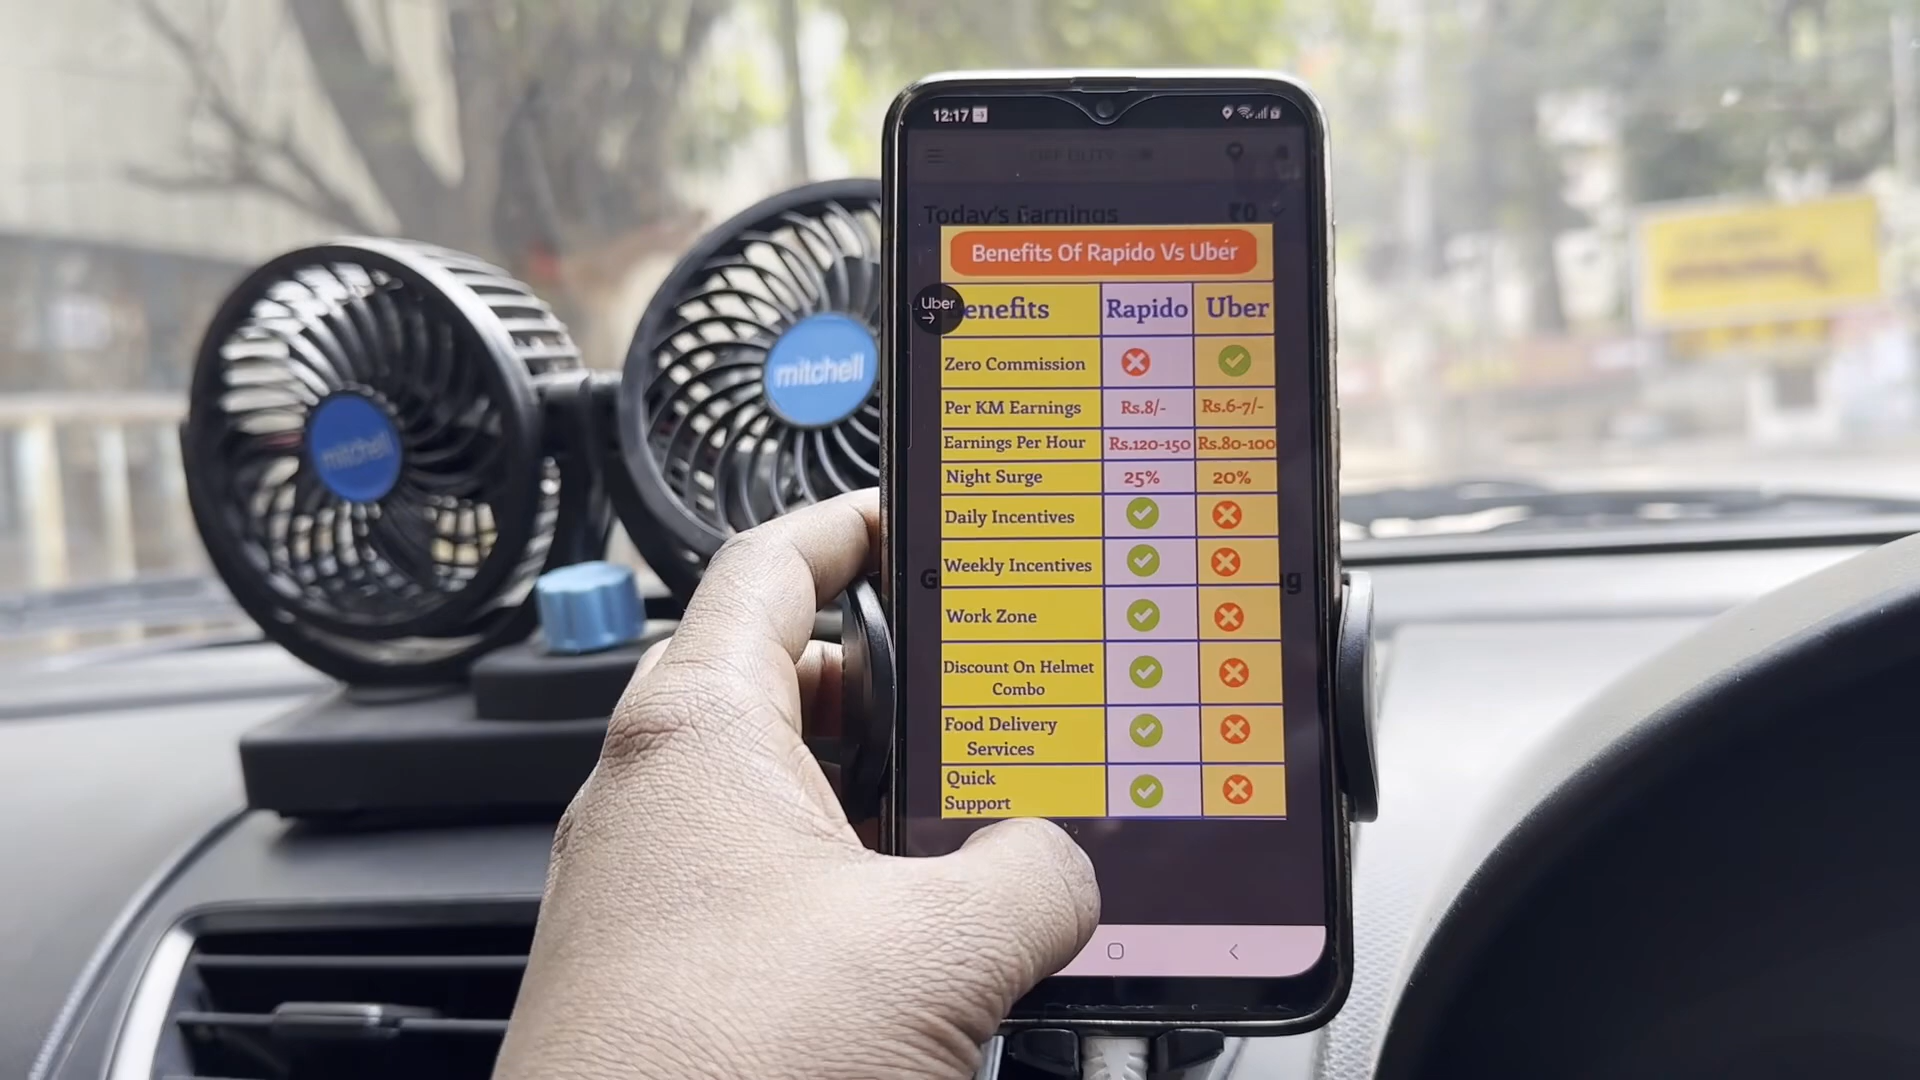 12:17
Today's Earnings ₹0
Benefits Of Rapido Vs Uber
Uber
enefits Rapido Uber
Zero Commission
Per KM Earnings Rs.8/- Rs.6-7/-
Earnings Per Hour Rs.120-150 Rs.80-100
Night Surge 25% 20%
Daily Incentives
Weekly Incentives
Work Zone
Discount On Helmet
Combo
Food Delivery
Services
Quick
Support
mitchell
mitchell